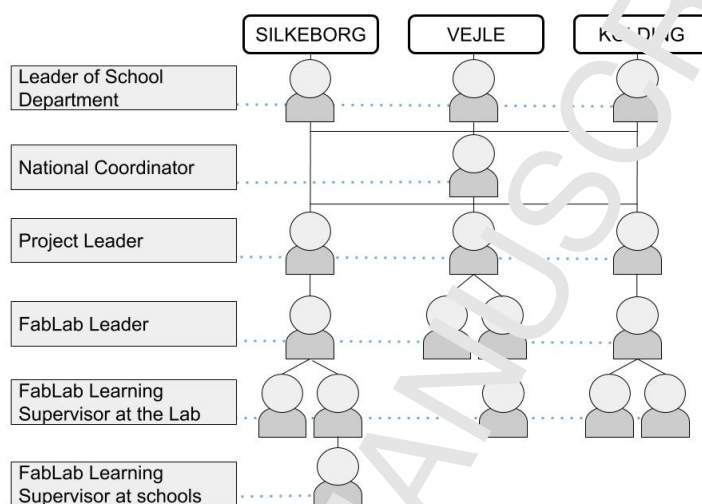 SILKEBORG
VEJLE
Leader of School
Department
National Coordinator
Project Leader
FabLab Leader
FabLab Learning
Supervisor at the Lab
FabLab Learning
Supervisor at schools